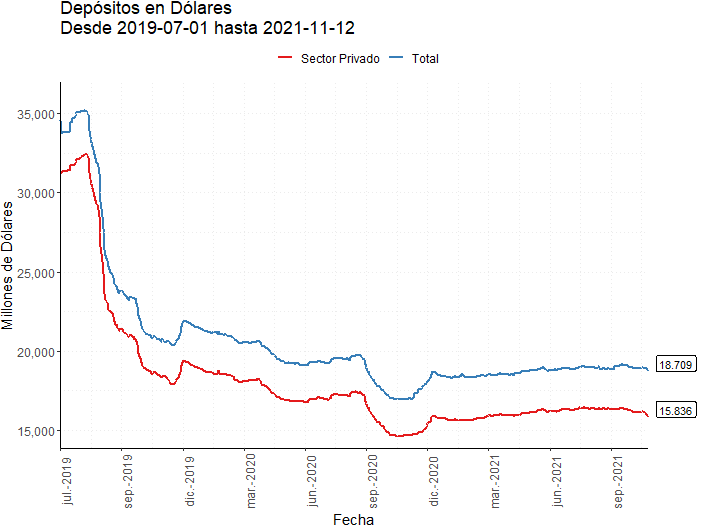 Depósitos en Dólares
Desde 2019-07-01 hasta 2021-11-12
Sector Privado Total
Millones de Dólares
35,000
30,000
25,000
20,000
15,000
18.709
15.836
jul.-2019 sep.-2019 dic.-2019 mar.-2020 jun.-2020 sep.-2020 dic.-2020 mar.-2021 jun.-2021 sep.-2021
Fecha